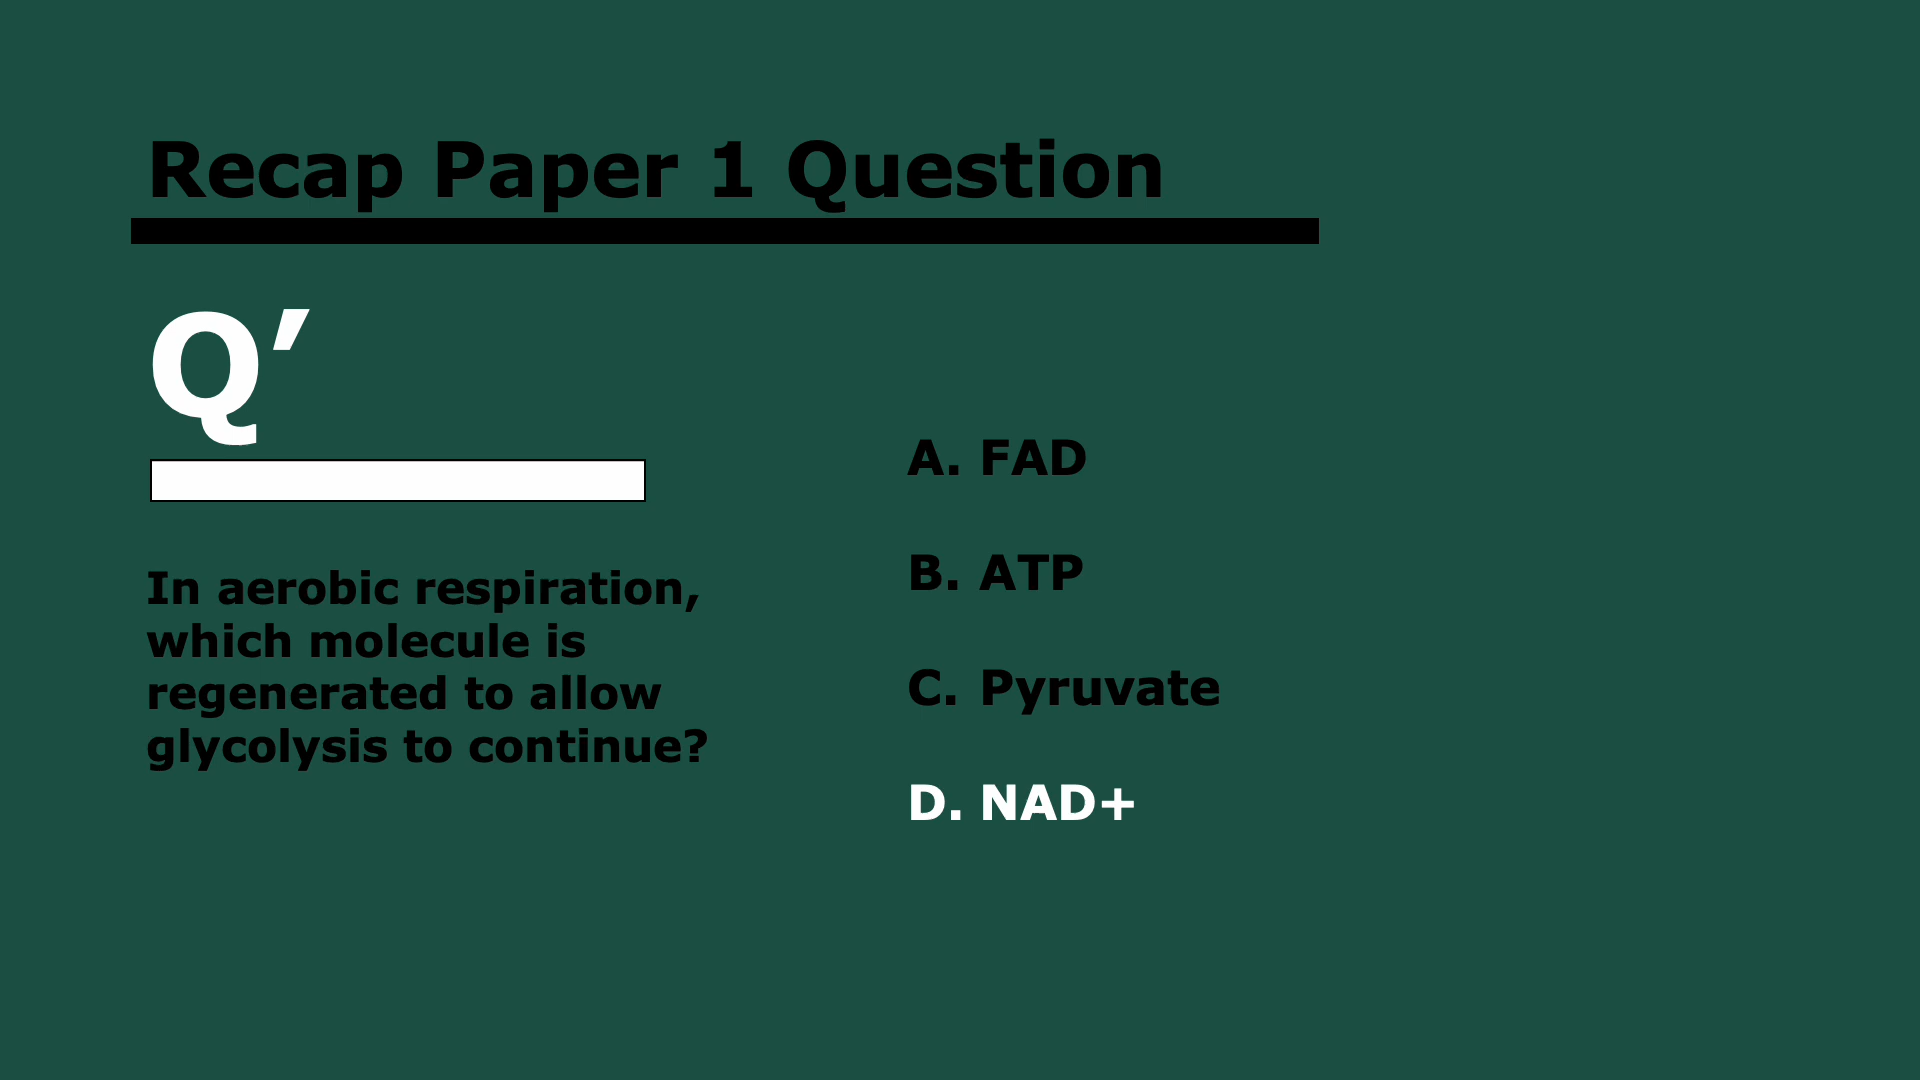 Recap Paper 1 Question
Q’
In aerobic respiration,
which molecule is
regenerated to allow
glycolysis to continue?
A. FAD
B. ATP
C. Pyruvate
D. NAD+